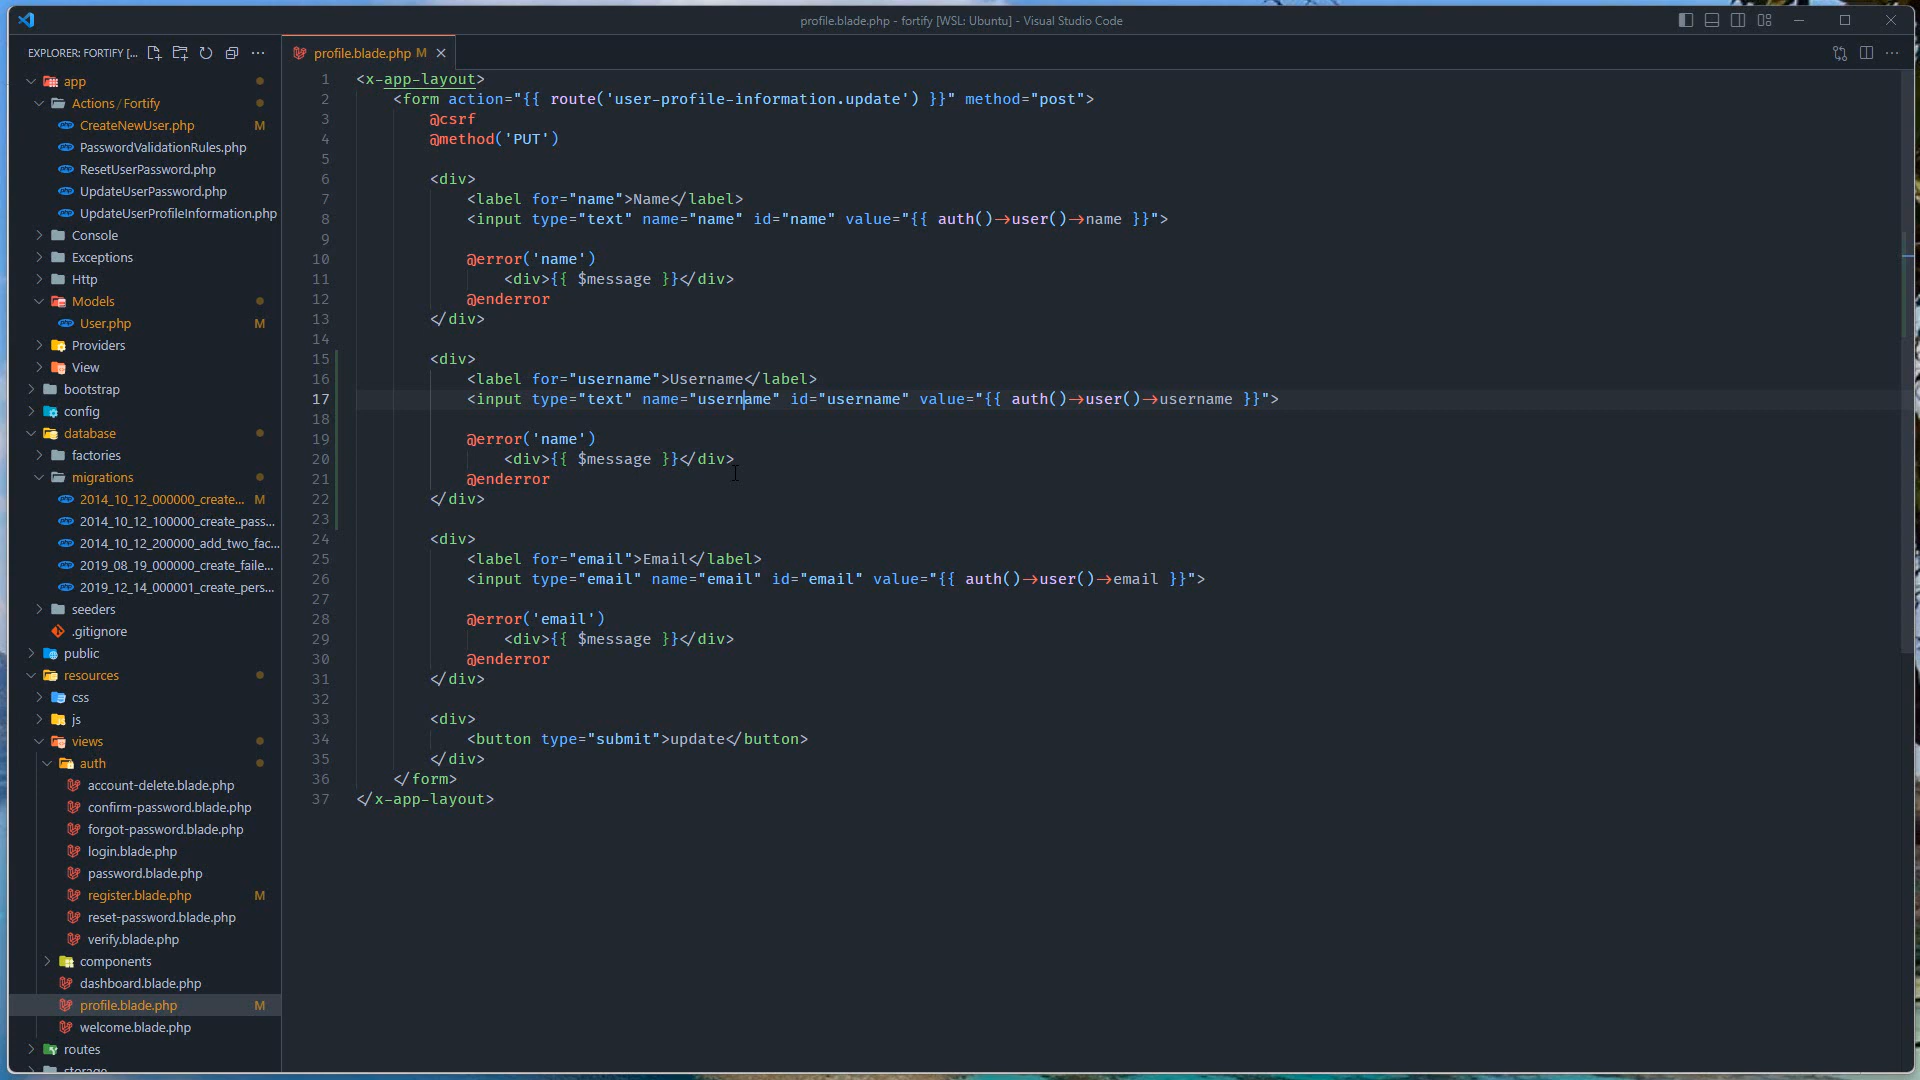 profile.blade.php - fortify [WSL: Ubuntu] - Visual Studio Code
EXPLORER: FORTIFY [...
profile.blade.php M
app
Actions/Fortify
CreateNewUser.php M
PasswordValidationRules.php
ResetUserPassword.php
UpdateUserPassword.php
UpdateUserProfileInformation.php
Console
Exceptions
Http
Models
User.php M
Providers
View
bootstrap
config
database
factories
migrations
2014_10_12_000000_create... M
2014_10_12_100000_create_pass...
2014_10_12_200000_add_two_fac...
2019_08_19_000000_create_faile...
2019_12_14_000001_create_pers...
seeders
.gitignore
public
resources
css
js
views
auth
account-delete.blade.php
confirm-password.blade.php
forgot-password.blade.php
login.blade.php
password.blade.php
register.blade.php M
reset-password.blade.php
verify.blade.php
components
dashboard.blade.php
profile.blade.php M
welcome.blade.php
routes
storage
1 <x-app-layout>
2 <form action="{{ route('user-profile-information.update') }}" method="post">
3 @csrf
4 @method('PUT')
5
6 <div>
7 <label for="name">Name</label>
8 <input type="text" name="name" id="name" value="{{ auth()->user()->name }}">
9
10 @error('name')
11 <div>{{ $message }}</div>
12 @enderror
13 </div>
14
15 <div>
16 <label for="username">Username</label>
17 <input type="text" name="username" id="username" value="{{ auth()->user()->username }}">
18
19 @error('name')
20 <div>{{ $message }}</div>
21 @enderror
22 </div>
23
24 <div>
25 <label for="email">Email</label>
26 <input type="email" name="email" id="email" value="{{ auth()->user()->email }}">
27
28 @error('email')
29 <div>{{ $message }}</div>
30 @enderror
31 </div>
32
33 <div>
34 <button type="submit">update</button>
35 </div>
36 </form>
37 </x-app-layout>